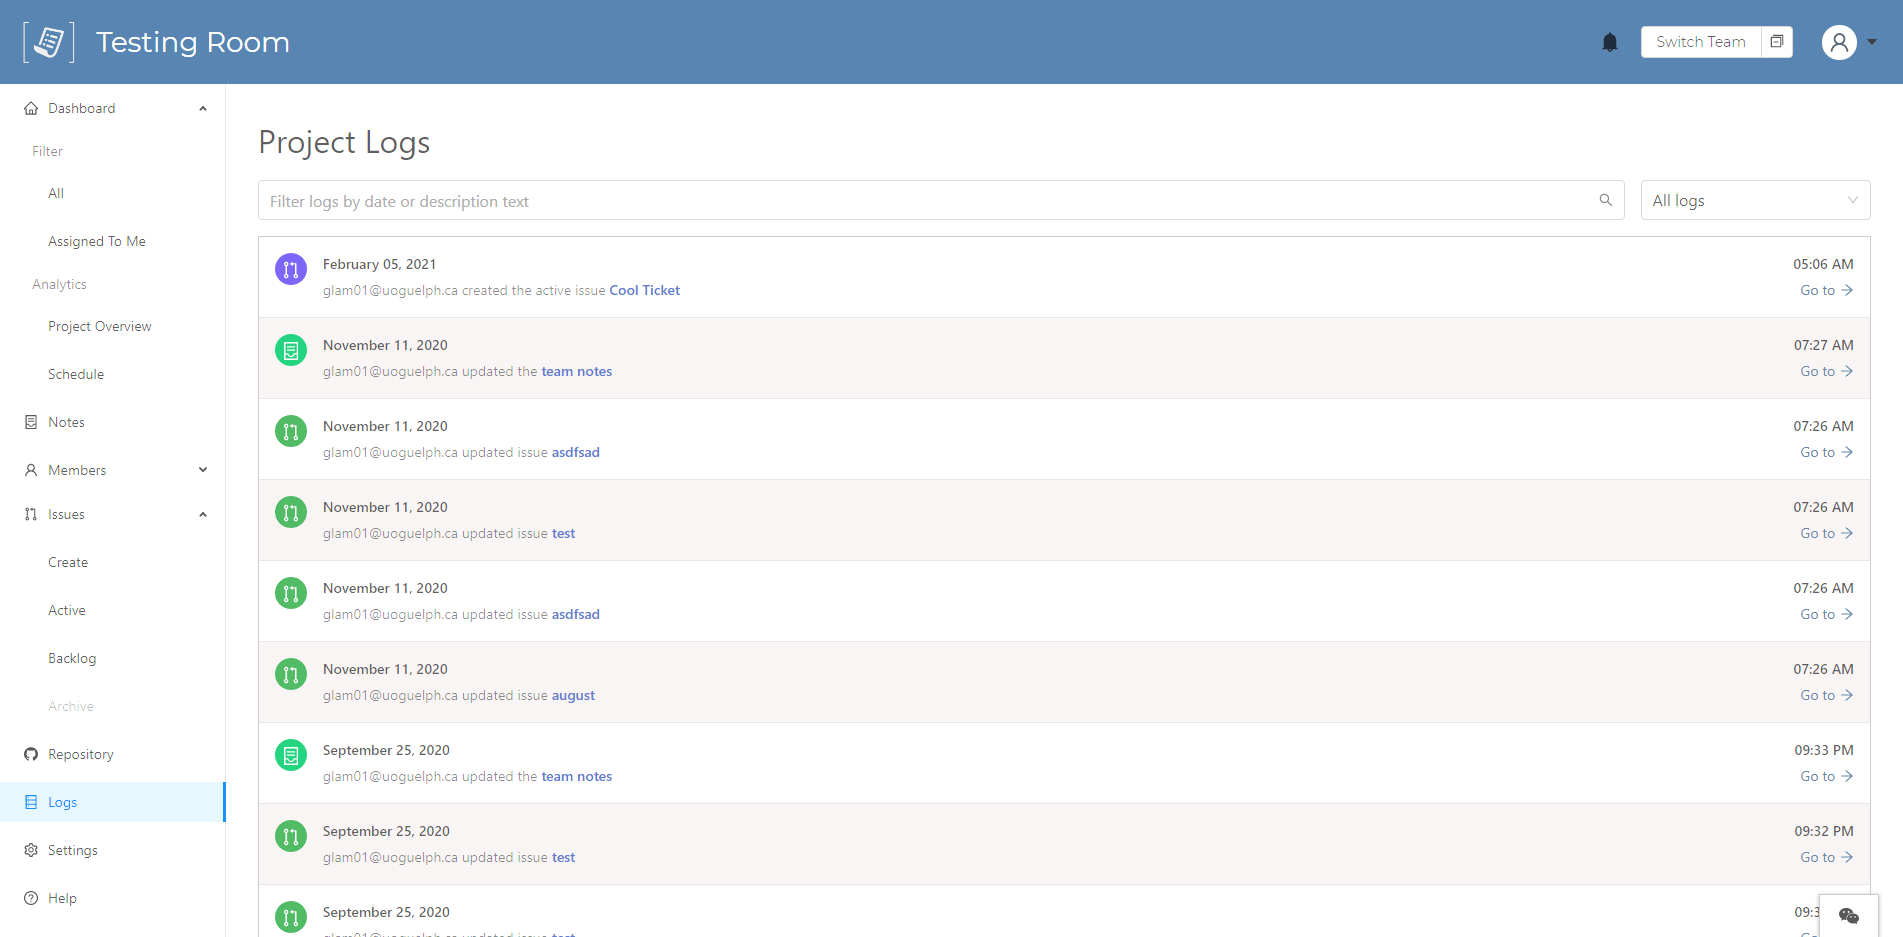 Testing Room
Switch Team
Dashboard
Filter
All
Assigned To Me
Analytics
Project Overview
Schedule
Notes
Members
Issues
Create
Active
Backlog
Archive
Repository
Logs
Settings
Help
Project Logs
Filter logs by date or description text
All logs
February 05, 2021 05:06 AM
glam01@uoguelph.ca created the active issue Cool Ticket Go to
November 11, 2020 07:27 AM
glam01@uoguelph.ca updated the team notes Go to
November 11, 2020 07:26 AM
glam01@uoguelph.ca updated issue asdfsad Go to
November 11, 2020 07:26 AM
glam01@uoguelph.ca updated issue test Go to
November 11, 2020 07:26 AM
glam01@uoguelph.ca updated issue asdfsad Go to
November 11, 2020 07:26 AM
glam01@uoguelph.ca updated issue august Go to
September 25, 2020 09:33 PM
glam01@uoguelph.ca updated the team notes Go to
September 25, 2020 09:32 PM
glam01@uoguelph.ca updated issue test Go to
September 25, 2020
glam01@uoguelph.ca updated issue test